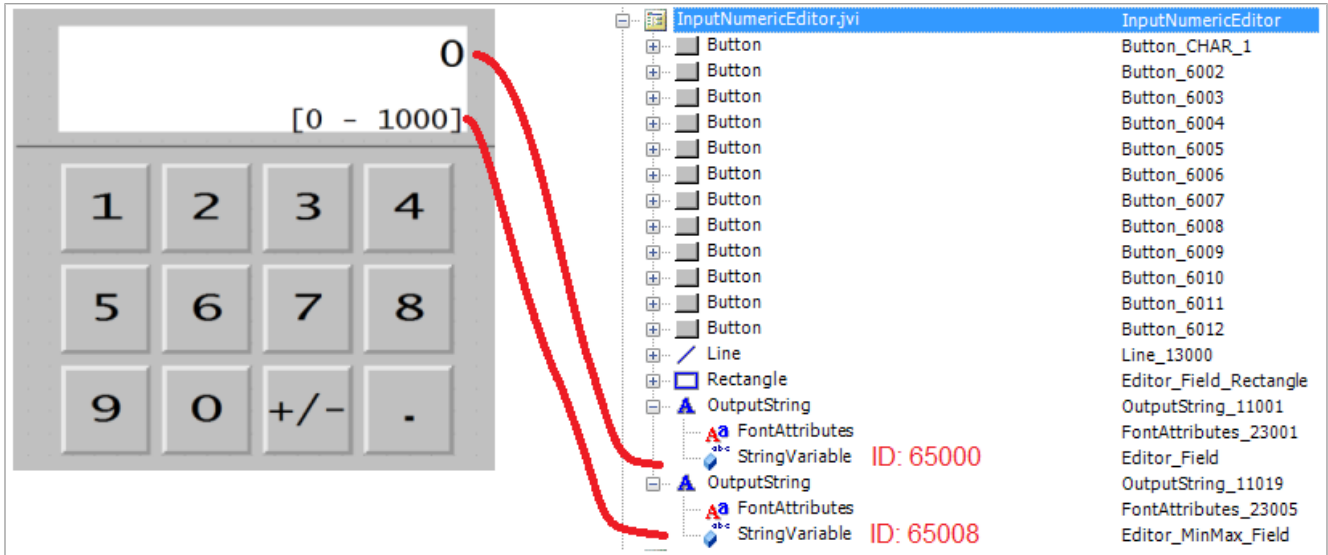 0
[0 - 1000]
1 2 3 4
5 6 7 8
9 0 +/- .
InputNumericEditor.jvi InputNumericEditor
Button Button_CHAR_1
Button Button_6002
Button Button_6003
Button Button_6004
Button Button_6005
Button Button_6006
Button Button_6007
Button Button_6008
Button Button_6009
Button Button_6010
Button Button_6011
Button Button_6012
Line Line_13000
Rectangle Editor_Field_Rectangle
OutputString OutputString_11001
FontAttributes FontAttributes_23001
StringVariable ID: 65000 Editor_Field
OutputString OutputString_11019
FontAttributes FontAttributes_23005
StringVariable ID: 65008 Editor_MinMax_Field